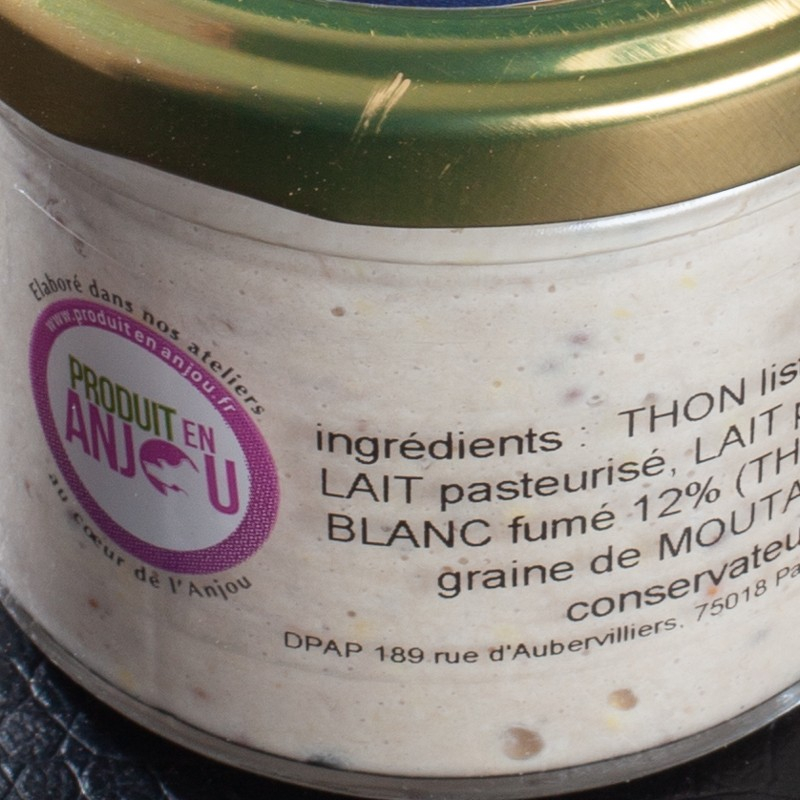 Elaboré dans nos ateliers
www.produit en anjou.fr
PRODUIT EN
ANJOU
au cœur de l'Anjou
ingrédients : THON
LAIT pasteurisé, LAIT
BLANC fumé 12% (TH
graine de MOUTA
conservateu
DPAP 189 rue d'Aubervilliers. 75018 Pa